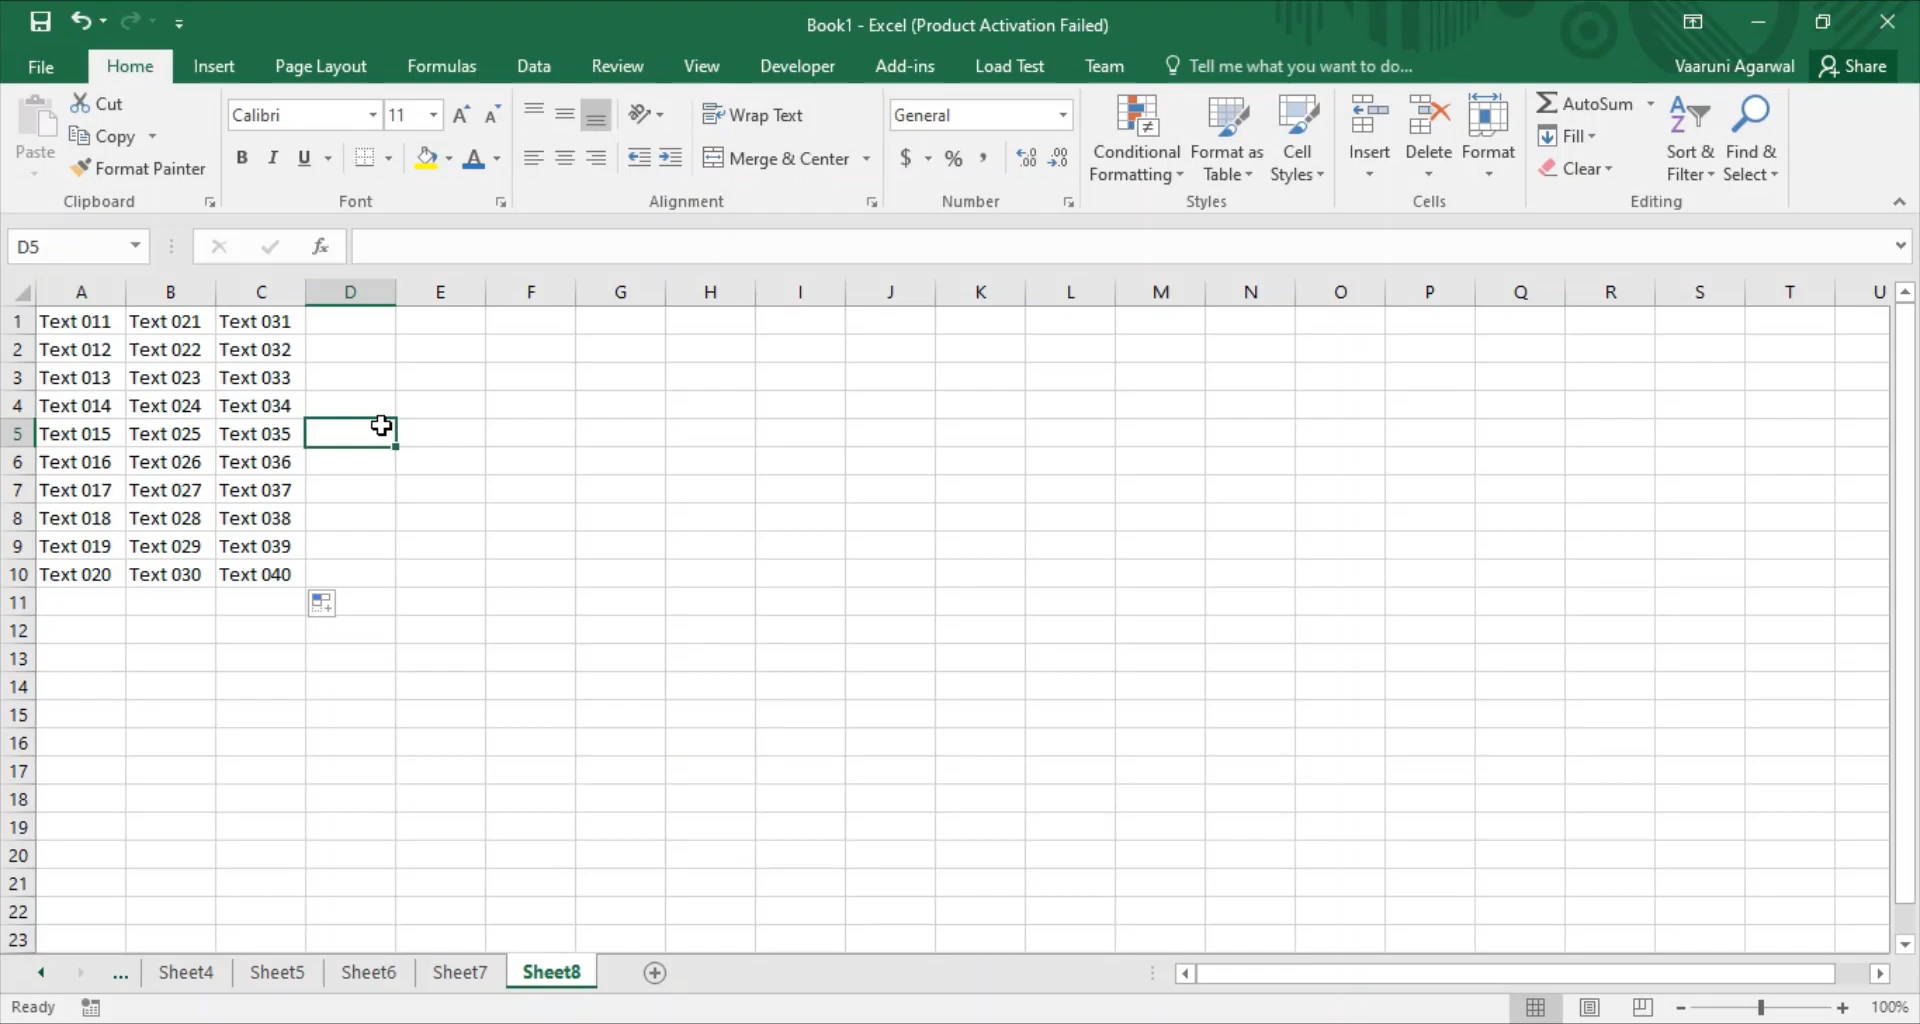 Book1 - Excel (Product Activation Failed)
File Home Insert Page Layout Formulas Data Review View Developer Add-ins Load Test Team Tell me what you want to do... Vaaruni Agarwal Share
Paste
Cut
Copy
Format Painter
Clipboard
Calibri 11
B I U A
Font
Wrap Text
Merge & Center
Alignment
General
$ % , .00 .0
Number
Conditional Formatting
Format as Table
Cell Styles
Styles
Insert Delete Format
Cells
AutoSum
Fill
Clear
Sort & Filter
Find & Select
Editing
D5 fx
A B C D E F G H I J K L M N O P Q R S T U
1 Text 011 Text 021 Text 031
2 Text 012 Text 022 Text 032
3 Text 013 Text 023 Text 033
4 Text 014 Text 024 Text 034
5 Text 015 Text 025 Text 035
6 Text 016 Text 026 Text 036
7 Text 017 Text 027 Text 037
8 Text 018 Text 028 Text 038
9 Text 019 Text 029 Text 039
10 Text 020 Text 030 Text 040
11
12
13
14
15
16
17
18
19
20
21
22
23
... Sheet4 Sheet5 Sheet6 Sheet7 Sheet8
Ready 100%